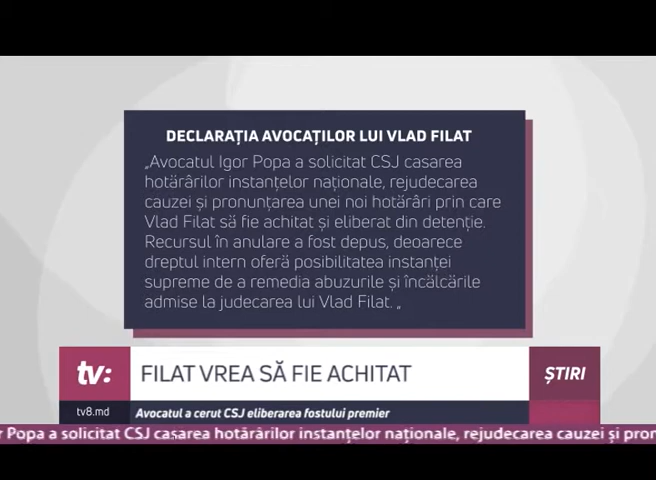 DECLARAȚIA AVOCAȚILOR LUI VLAD FILAT
„Avocatul Igor Popa a solicitat CSJ casarea
hotărârilor instanțelor naționale, rejudecarea
cauzei și pronunțarea unei noi hotărâri prin care
Vlad Filat să fie achitat și eliberat din detenție.
Recursul în anulare a fost depus, deoarece
dreptul intern oferă posibilitatea instanței
supreme de a remedia abuzurile și încălcările
admise la judecarea lui Vlad Filat. „
tv: FILAT VREA SĂ FIE ACHITAT ȘTIRI
tv8.md Avocatul a cerut CSJ eliberarea fostului premier
r Popa a solicitat CSJ casarea hotărârilor instanțelor naționale, rejudecarea cauzei și pron